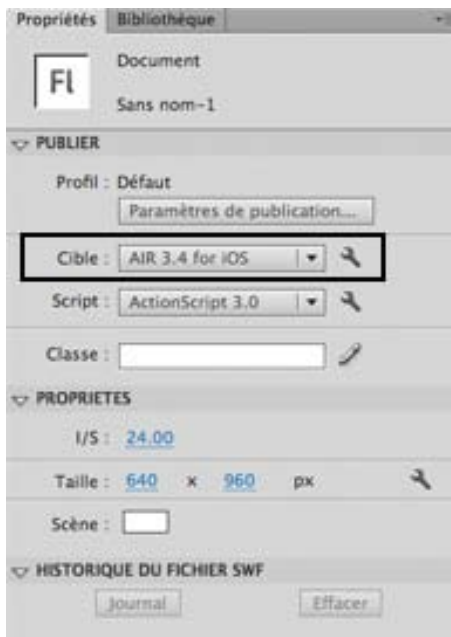 Propriétés Bibliothèque
Fl
Document
Sans nom-1
PUBLIER
Profil : Défaut
Paramètres de publication...
Cible : AIR 3.4 for iOS
Script : ActionScript 3.0
Classe :
PROPRIETES
I/S : 24.00
Taille : 640 x 960 px
Scène :
HISTORIQUE DU FICHIER SWF
Journal Effacer